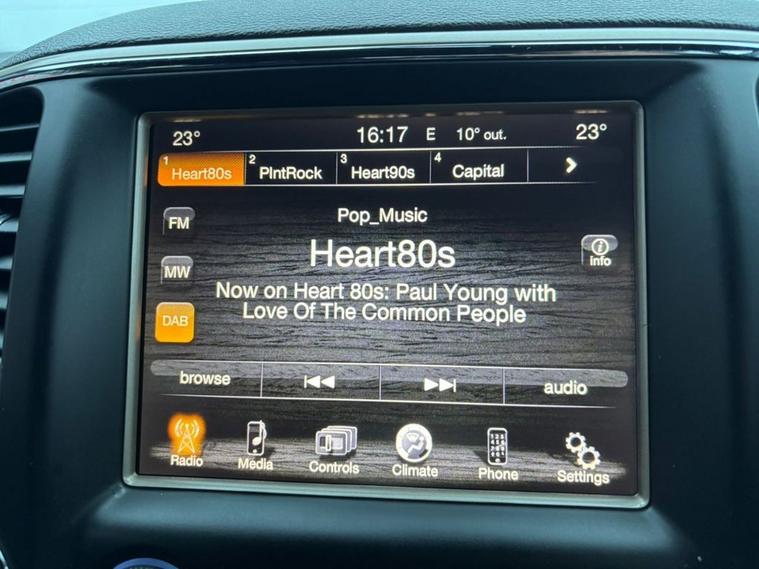 23° 16:17 E 10° out. 23°
1 Heart80s 2 PlntRock 3 Heart90s 4 Capital
Pop_Music
FM
Heart80s
info
MW
Now on Heart 80s: Paul Young with
Love Of The Common People
DAB
browse audio
Radio Media Controls Climate Phone Settings